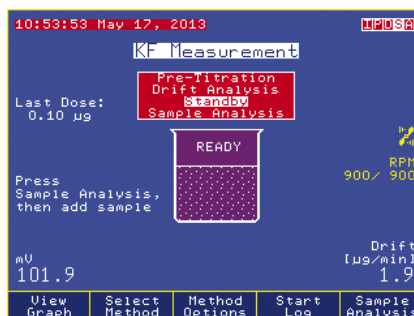 10:53:53 May 17, 2013
IPDSA
KF Measurement
Pre-Titration
Drift Analysis
Standby
Sample Analysis
Last Dose:
0.10 µg
READY
RPM
900/ 900
Press
Sample Analysis,
then add sample
mV
101.9
Drift
[µg/min]
1.9
View Graph
Select Method
Method Options
Start Log
Sample Analysis